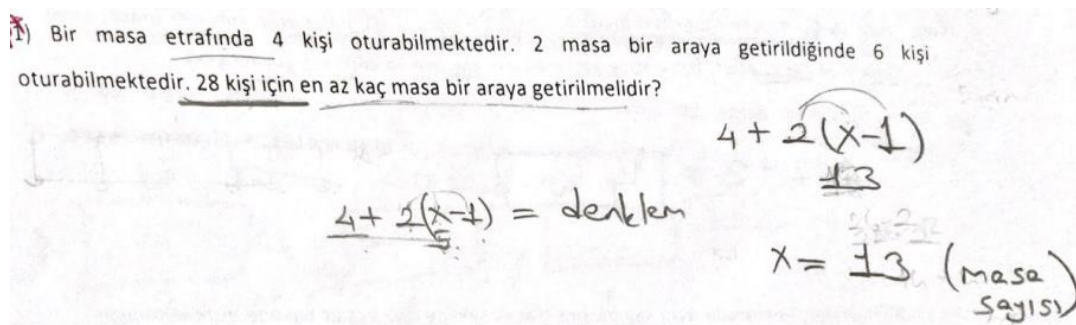 1) Bir masa etrafında 4 kişi oturabilmektedir. 2 masa bir araya getirildiğinde 6 kişi
oturabilmektedir. 28 kişi için en az kaç masa bir araya getirilmelidir?
4 + 2(x-1)
13
4 + 2(x-1) = denklem
5
x = 13 (masa
sayısı)